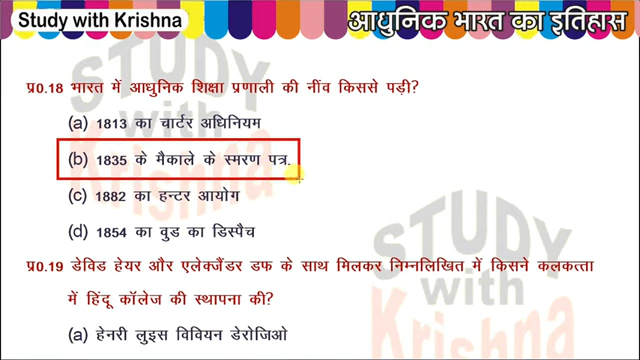 Study with Krishna
आधुनिक भारत का इतिहास
प्र0.18 भारत में आधुनिक शिक्षा प्रणाली की नींव किससे पड़ी?
(a) 1813 का चार्टर अधिनियम
(b) 1835 के मैकाले के स्मरण पत्र.
(c) 1882 का हन्टर आयोग
(d) 1854 का वुड का डिस्पैच
प्र0.19 डेविड हेयर और एलेक्जैंडर डफ के साथ मिलकर निम्नलिखित में किसने कलकत्ता
में हिंदू कॉलेज की स्थापना की?
(a) हेनरी लुइस विवियन डेरोजिओ
STUDY
with
Krishna
STUDY
with
Krishna